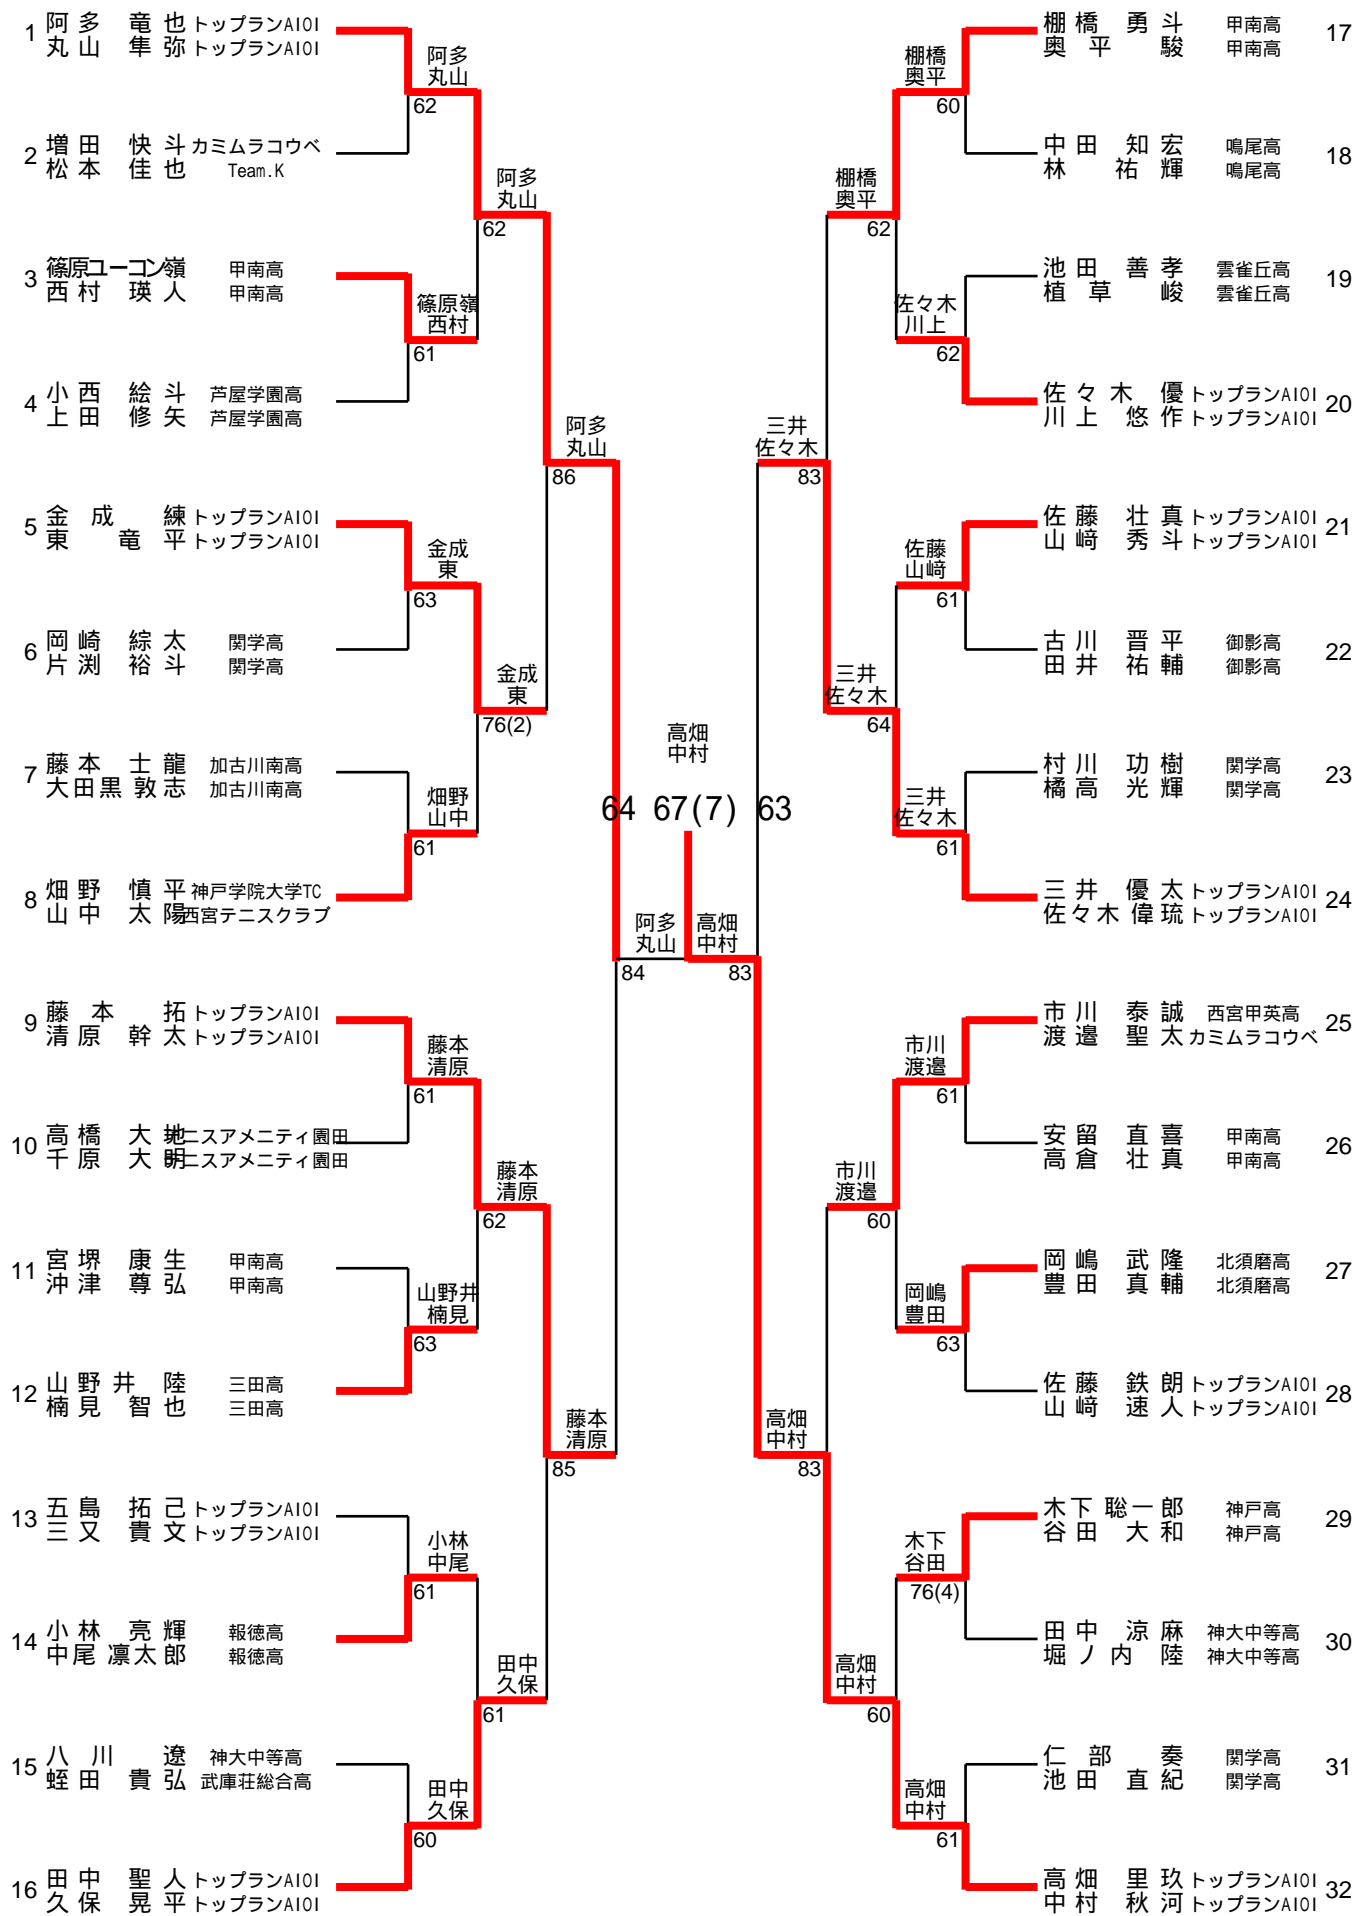 1 阿多 竜也 トップランAIOI
丸山 隼弥 トップランAIOI
2 増田 快斗 カミムラコウベ
松本 佳也 Team.K
3 篠原ユーコン嶺 甲南高
西村 瑛人 甲南高
4 小西 絵斗 芦屋学園高
上田 修矢 芦屋学園高
5 金成 練 トップランAIOI
東 竜平 トップランAIOI
6 岡崎 綜太 関学高
片渕 裕斗 関学高
7 藤本 士龍 加古川南高
大田黒 敦志 加古川南高
8 畑野 慎平 神戸学院大学TC
山中 太陽 西宮テニスクラブ
9 藤本 拓 トップランAIOI
清原 幹太 トップランAIOI
10 高橋 大地 テニスアメニティ園田
千原 大明 テニスアメニティ園田
11 宮堺 康生 甲南高
沖津 尊弘 甲南高
12 山野井 陸 三田高
楠見 智也 三田高
13 五島 拓己 トップランAIOI
三又 貴文 トップランAIOI
14 小林 亮輝 報徳高
中尾 凛太郎 報徳高
15 八川 遼 神大中等高
蛭田 貴弘 武庫荘総合高
16 田中 聖人 トップランAIOI
久保 晃平 トップランAIOI
阿多
丸山
62
篠原嶺
西村
61
金成
東
63
畑野
山中
61
藤本
清原
61
山野井
楠見
63
小林
中尾
61
田中
久保
60
阿多
丸山
62
金成
東
76(2)
藤本
清原
62
田中
久保
61
阿多
丸山
86
藤本
清原
85
阿多
丸山
84
高畑
中村
64 67(7) 63
高畑
中村
83
三井
佐々木
83
高畑
中村
83
棚橋
奥平
62
三井
佐々木
64
市川
渡邉
60
高畑
中村
60
棚橋
奥平
60
佐々木
川上
62
佐藤
山﨑
61
三井
佐々木
61
市川
渡邉
61
岡嶋
豊田
63
木下
谷田
76(4)
高畑
中村
61
棚橋 勇斗 甲南高 17
奥平 駿 甲南高
中田 知宏 鳴尾高 18
林 祐輝 鳴尾高
池田 善孝 雲雀丘高 19
植草 峻 雲雀丘高
佐々木 優 トップランAIOI 20
川上 悠作 トップランAIOI
佐藤 壮真 トップランAIOI 21
山﨑 秀斗 トップランAIOI
古川 晋平 御影高 22
田井 祐輔 御影高
村川 功樹 関学高 23
橘高 光輝 関学高
三井 優太 トップランAIOI 24
佐々木 偉琉 トップランAIOI
市川 泰誠 西宮甲英高 25
渡邉 聖太 カミムラコウベ
安留 直喜 甲南高 26
高倉 壮真 甲南高
岡嶋 武隆 北須磨高 27
豊田 真輔 北須磨高
佐藤 鉄朗 トップランAIOI 28
山﨑 速人 トップランAIOI
木下 聡一郎 神戸高 29
谷田 大和 神戸高
田中 涼麻 神大中等高 30
堀ノ内 陸 神大中等高
仁部 奏 関学高 31
池田 直紀 関学高
高畑 里玖 トップランAIOI 32
中村 秋河 トップランAIOI